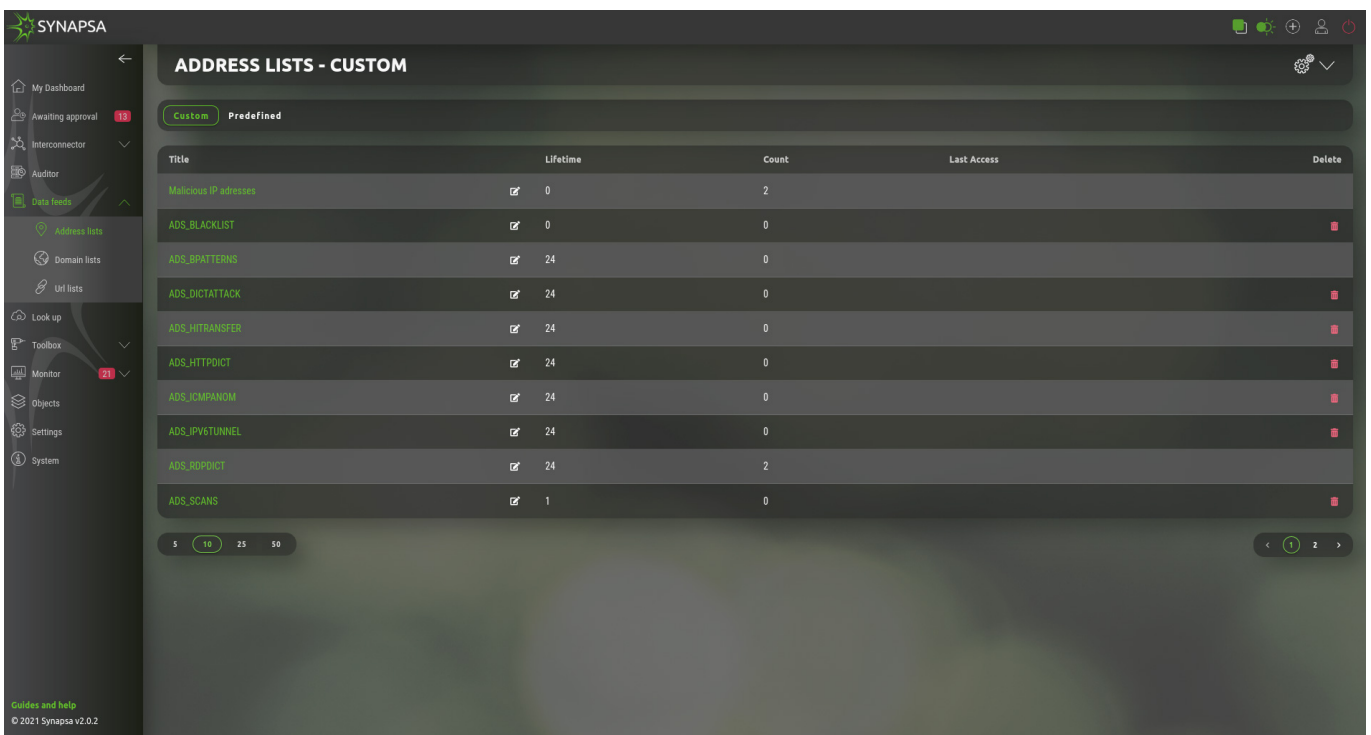 SYNAPSA
ADDRESS LISTS - CUSTOM
My Dashboard
Awaiting approval 13
Interconnector
Auditor
Data feeds
Address lists
Domain lists
Url lists
Look up
Toolbox
Monitor 21
Objects
Settings
System
Guides and help
© 2021 Synapsa v2.0.2
Custom Predefined
Title Lifetime Count Last Access Delete
Malicious IP adresses 0 2
ADS_BLACKLIST 0 0
ADS_BPATTERNS 24 0
ADS_DICTATTACK 24 0
ADS_HITRANSFER 24 0
ADS_HTTPDICT 24 0
ADS_ICMPANOM 24 0
ADS_IPV6TUNNEL 24 0
ADS_RDPDICT 24 2
ADS_SCANS 1 0
5 10 25 50
‹ 1 2 ›